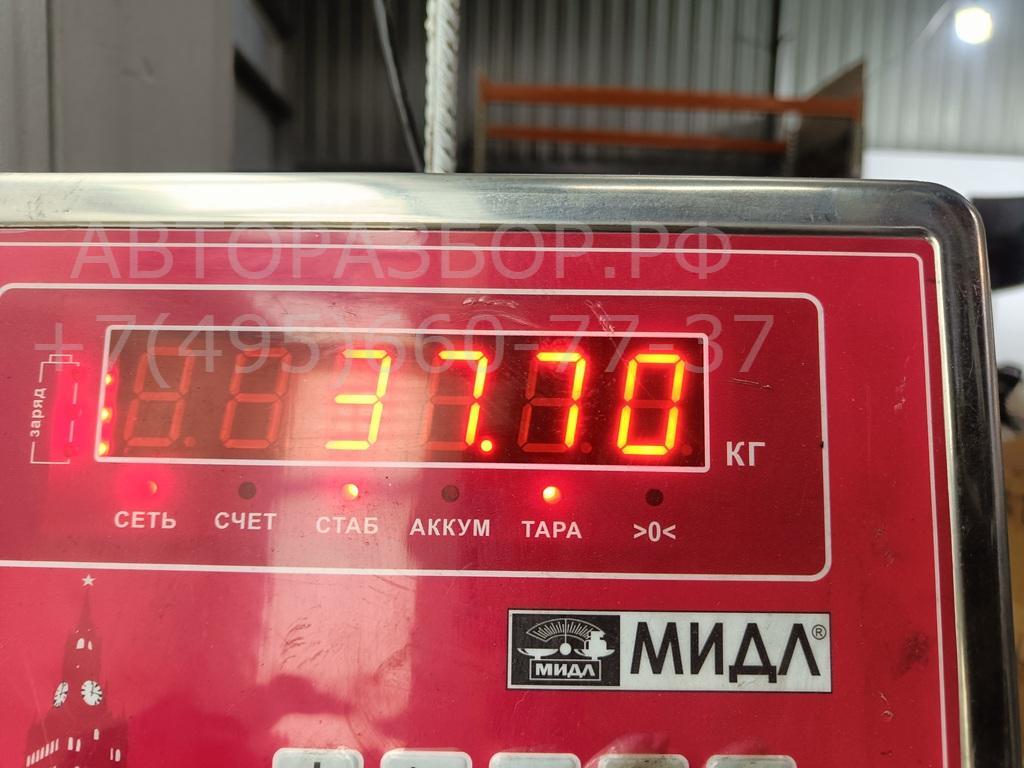 АВТОРАЗБОР.РФ
+7(495)660-77-37
заряд
37.70
КГ
СЕТЬ СЧЕТ СТАБ АККУМ ТАРА >0<
МИДЛ МИДЛ®